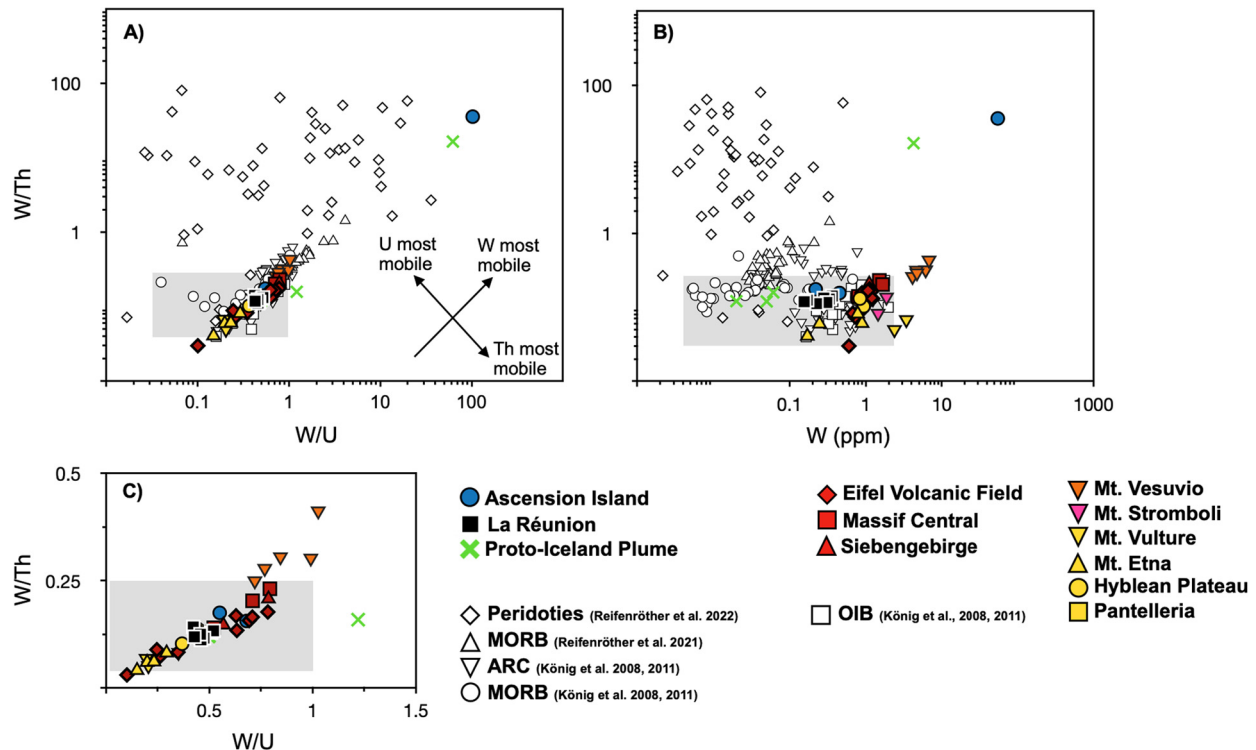 A)
W/Th
100
1
U most
mobile
W most
mobile
Th most
mobile
0.1
1
10
100
W/U
B)
100
1
0.1
1
10
1000
W (ppm)
C)
0.5
W/Th
0.25
0.5
1
1.5
W/U
Ascension Island
La Réunion
Proto-Iceland Plume
Peridoties (Reifenröther et al. 2022)
MORB (Reifenröther et al. 2021)
ARC (König et al. 2008, 2011)
MORB (König et al. 2008, 2011)
Eifel Volcanic Field
Massif Central
Siebengebirge
OIB (König et al., 2008, 2011)
Mt. Vesuvio
Mt. Stromboli
Mt. Vulture
Mt. Etna
Hyblean Plateau
Pantelleria